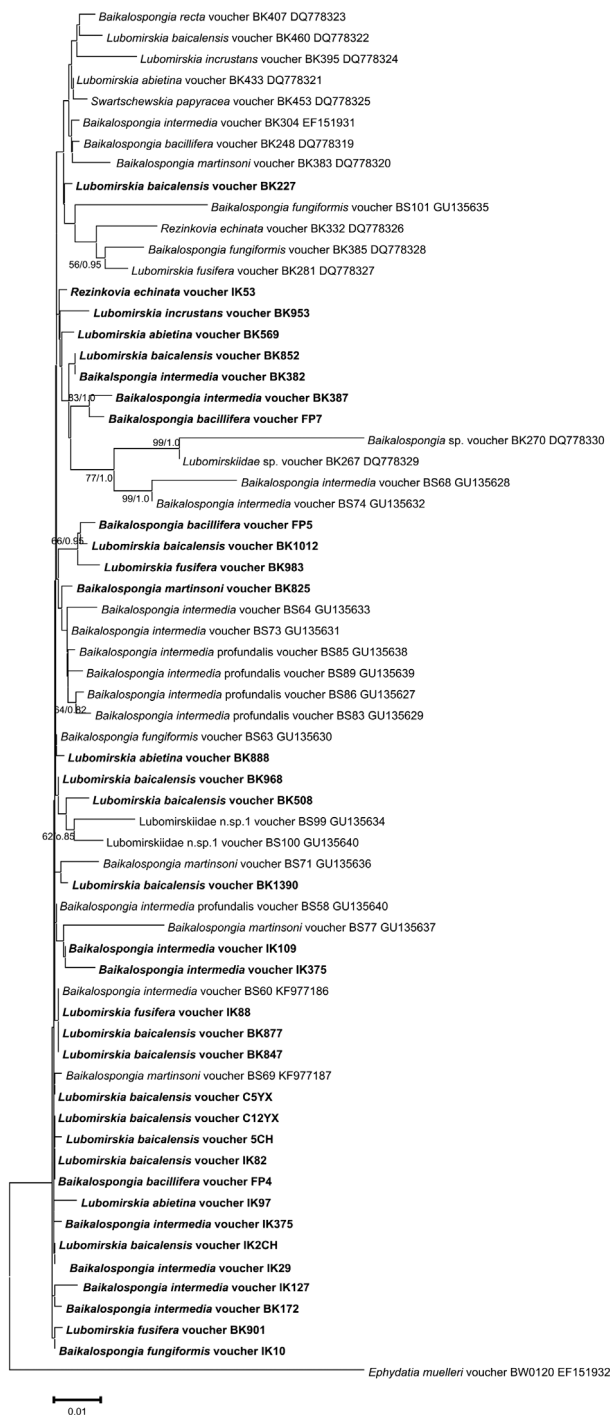 Baikalospongia recta voucher BK407 DQ778323
Lubomirskia baicalensis voucher BK460 DQ778322
Lubomirskia incrustans voucher BK395 DQ778324
Lubomirskia abietina voucher BK433 DQ778321
Swartschewskia papyracea voucher BK453 DQ778325
Baikalospongia intermedia voucher BK304 EF151931
Baikalospongia bacillifera voucher BK248 DQ778319
Baikalospongia martinsoni voucher BK383 DQ778320
Lubomirskia baicalensis voucher BK227
Baikalospongia fungiformis voucher BS101 GU135635
Rezinkovia echinata voucher BK332 DQ778326
Baikalospongia fungiformis voucher BK385 DQ778328
56/0.95
Lubomirskia fusifera voucher BK281 DQ778327
Rezinkovia echinata voucher IK53
Lubomirskia incrustans voucher BK953
Lubomirskia abietina voucher BK569
Lubomirskia baicalensis voucher BK852
Baikalspongia intermedia voucher BK382
83/1.0
Baikalospongia intermedia voucher BK387
Baikalospongia bacillifera voucher FP7
99/1.0
Baikalospongia sp. voucher BK270 DQ778330
Lubomirskiidae sp. voucher BK267 DQ778329
77/1.0
Baikalospongia intermedia voucher BS68 GU135628
99/1.0
Baikalospongia intermedia voucher BS74 GU135632
Baikalospongia bacillifera voucher FP5
66/0.95
Lubomirskia baicalensis voucher BK1012
Lubomirskia fusifera voucher BK983
Baikalospongia martinsoni voucher BK825
Baikalospongia intermedia voucher BS64 GU135633
Baikalospongia intermedia voucher BS73 GU135631
Baikalospongia intermedia profundalis voucher BS85 GU135638
Baikalospongia intermedia profundalis voucher BS89 GU135639
Baikalospongia intermedia profundalis voucher BS86 GU135627
64/0.82
Baikalospongia intermedia profundalis voucher BS83 GU135629
Baikalospongia fungiformis voucher BS63 GU135630
Lubomirskia abietina voucher BK888
Lubomirskia baicalensis voucher BK968
Lubomirskia baicalensis voucher BK508
Lubomirskiidae n.sp.1 voucher BS99 GU135634
62/o.85
Lubomirskiidae n.sp.1 voucher BS100 GU135640
Baikalospongia martinsoni voucher BS71 GU135636
Lubomirskia baicalensis voucher BK1390
Baikalospongia intermedia profundalis voucher BS58 GU135640
Baikalospongia martinsoni voucher BS77 GU135637
Baikalospongia intermedia voucher IK109
Baikalospongia intermedia voucher IK375
Baikalospongia intermedia voucher BS60 KF977186
Lubomirskia fusifera voucher IK88
Lubomirskia baicalensis voucher BK877
Lubomirskia baicalensis voucher BK847
Baikalospongia martinsoni voucher BS69 KF977187
Lubomirskia baicalensis voucher C5YX
Lubomirskia baicalensis voucher C12YX
Lubomirskia baicalensis voucher 5CH
Lubomirskia baicalensis voucher IK82
Baikalospongia bacillifera voucher FP4
Lubomirskia abietina voucher IK97
Baikalospongia intermedia voucher IK375
Lubomirskia baicalensis voucher IK2CH
Baikalospongia intermedia voucher IK29
Baikalospongia intermedia voucher IK127
Baikalospongia intermedia voucher BK172
Lubomirskia fusifera voucher BK901
Baikalospongia fungiformis voucher IK10
Ephydatia muelleri voucher BW0120 EF151932
0.01